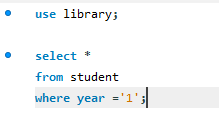 use library;
select *
from student
where year ='1';